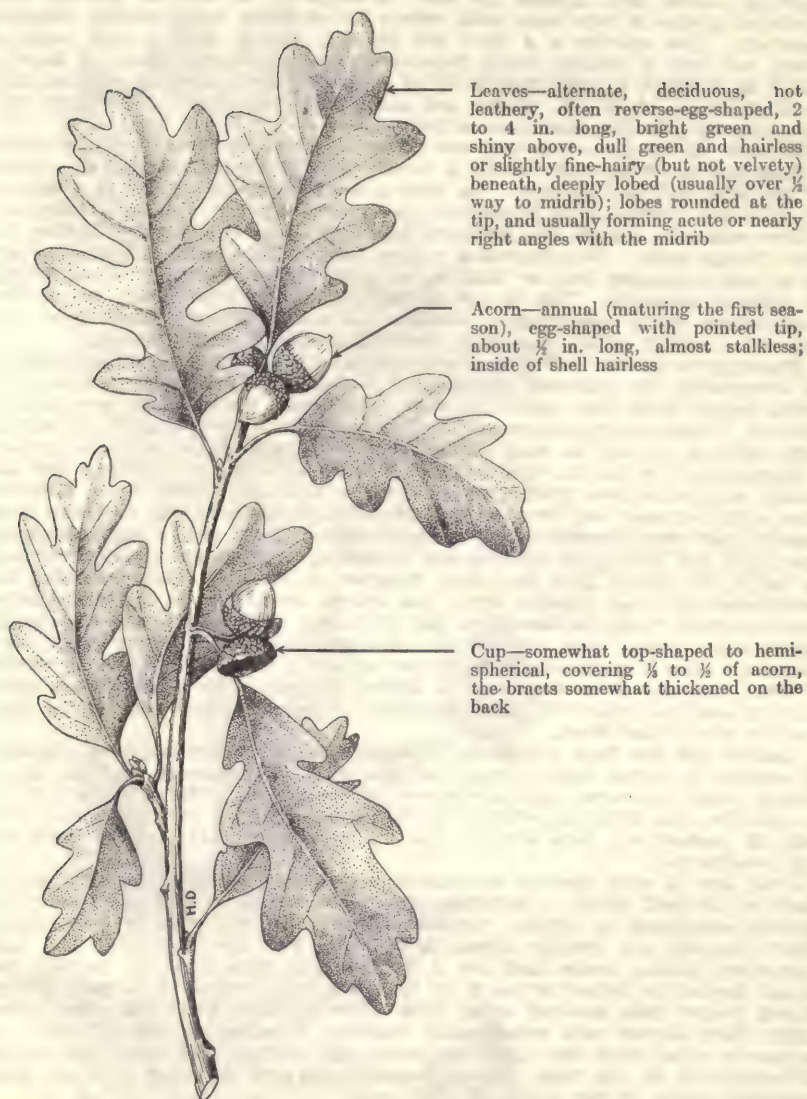 Leaves—alternate, deciduous, not
leathery, often reverse-egg-shaped, 2
to 4 in. long, bright green and
shiny above, dull green and hairless
or slightly fine-hairy (but not velvety)
beneath, deeply lobed (usually over ½
way to midrib); lobes rounded at the
tip, and usually forming acute or nearly
right angles with the midrib
Acorn—annual (maturing the first sea-
son), egg-shaped with pointed tip,
about ½ in. long, almost stalkless;
inside of shell hairless
Cup—somewhat top-shaped to hemi-
spherical, covering to ½ of acorn,
the bracts somewhat thickened on the
back
H.D